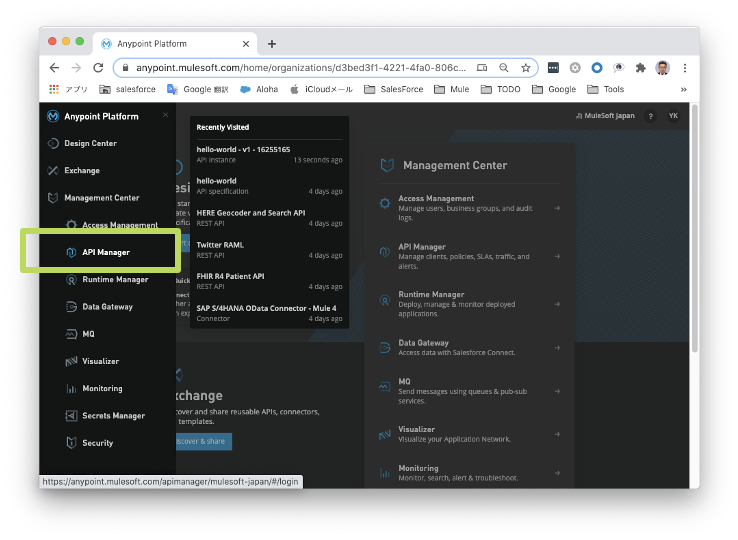 Anypoint Platform
anypoint.mulesoft.com/home/organizations/d3bed3f1-4221-4fa0-806c...
アプリ
salesforce
Google 翻訳
Aloha
iCloudメール
SalesForce
Mule
TODO
Google
Tools
»
Anypoint Platform
Design Center
Exchange
Management Center
Access Management
API Manager
Runtime Manager
Data Gateway
MQ
Visualizer
Monitoring
Secrets Manager
Security
Recently Visited
hello-world - v1 - 16255165
API instance 13 seconds ago
hello-world
API specification 4 days ago
HERE Geocoder and Search API
REST API 4 days ago
Twitter RAML
REST API 4 days ago
FHIR R4 Patient API
REST API 4 days ago
SAP S/4HANA OData Connector - Mule 4
Connector 4 days ago
xchange
cover and share reusable APIs, connectors,
templates.
iscover & share
MuleSoft Japan
?
YK
Management Center
Access Management
Manage users, business groups, and audit
logs.
API Manager
Manage clients, policies, SLAs, traffic, and
alerts.
Runtime Manager
Deploy, manage & monitor deployed
applications.
Data Gateway
Access data with Salesforce Connect.
MQ
Send messages using queues & pub-sub
services.
Visualizer
Visualize your Application Network.
Monitoring
Monitor, search, alert & troubleshoot.
https://anypoint.mulesoft.com/apimanager/mulesoft-japan/#/login